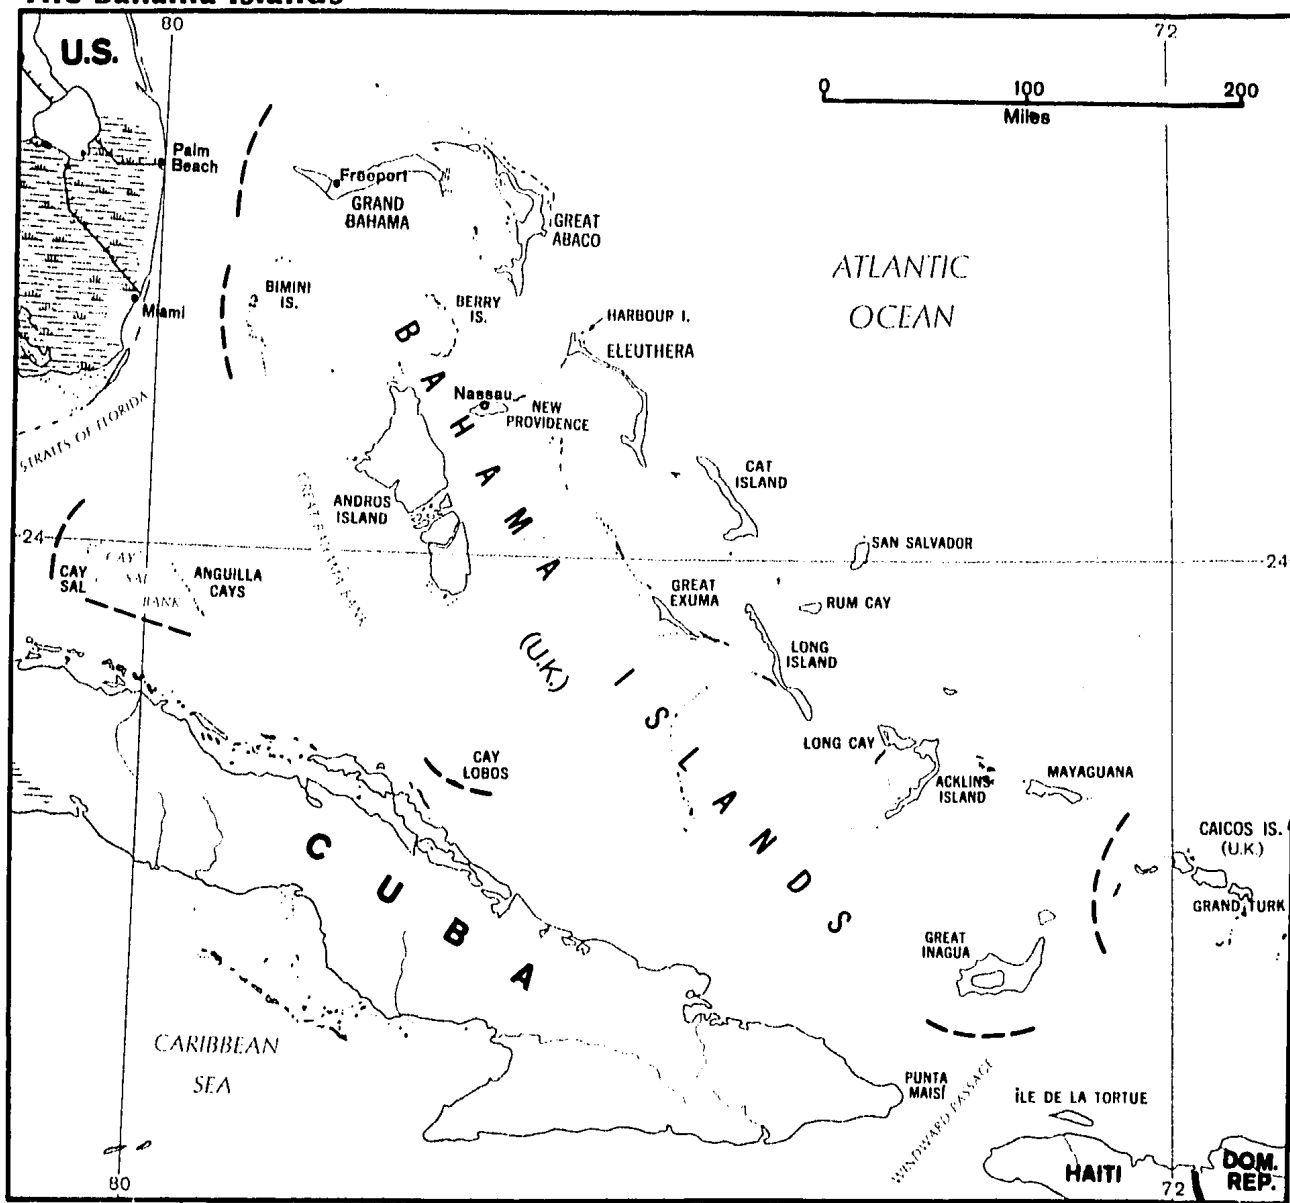 The Bahama Islands
80
72
U.S.
0 100 200
Miles
Palm
Beach
Freeport
GRAND
BAHAMA
GREAT
ABACO
ATLANTIC
OCEAN
BIMINI
IS.
BERRY
IS.
Miami
HARBOUR I.
ELEUTHERA
Nassau
NEW
PROVIDENCE
STRAITS OF FLORIDA
BAHAMA ISLANDS
(U.K.)
GREAT BAHAMA BANK
ANDROS
ISLAND
CAT
ISLAND
24
SAN SALVADOR
24
CAY
SAL
CAY
SAL
BANK
ANGUILLA
CAYS
GREAT
EXUMA
RUM CAY
LONG
ISLAND
LONG CAY
CAY
LOBOS
ACKLINS
ISLAND
MAYAGUANA
CAICOS IS.
(U.K.)
GRAND TURK
CUBA
GREAT
INAGUA
CARIBBEAN
SEA
PUNTA
MAISÍ
WINDWARD PASSAGE
ÎLE DE LA TORTUE
HAITI
DOM.
REP.
80
72